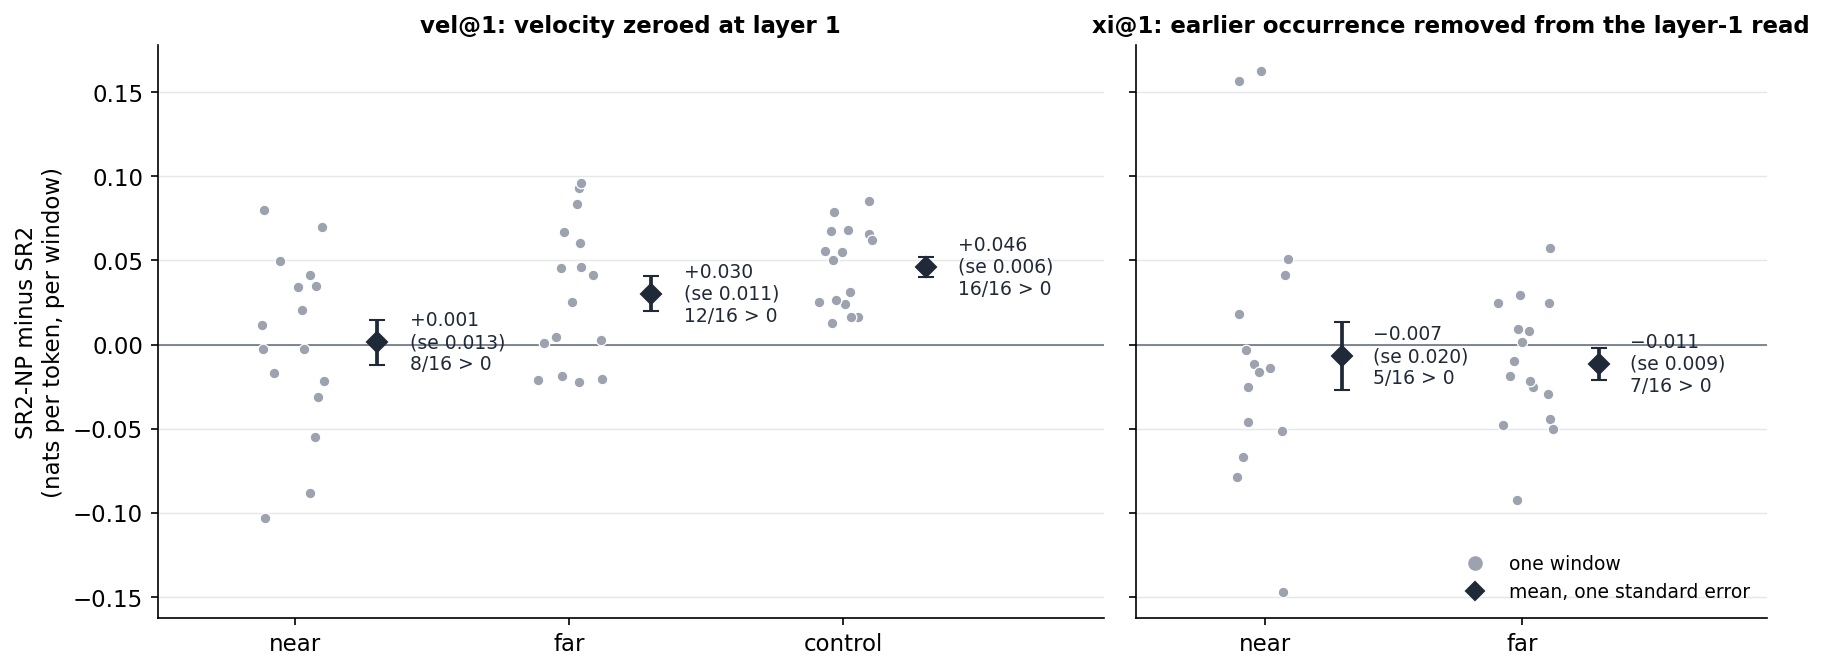 vel@1: velocity zeroed at layer 1
xi@1: earlier occurrence removed from the layer-1 read
SR2-NP minus SR2
(nats per token, per window)
0.15
0.10
0.05
0.00
−0.05
−0.10
−0.15
+0.001
(se 0.013)
8/16 > 0
+0.030
(se 0.011)
12/16 > 0
+0.046
(se 0.006)
16/16 > 0
−0.007
(se 0.020)
5/16 > 0
−0.011
(se 0.009)
7/16 > 0
one window
mean, one standard error
near
far
control
near
far